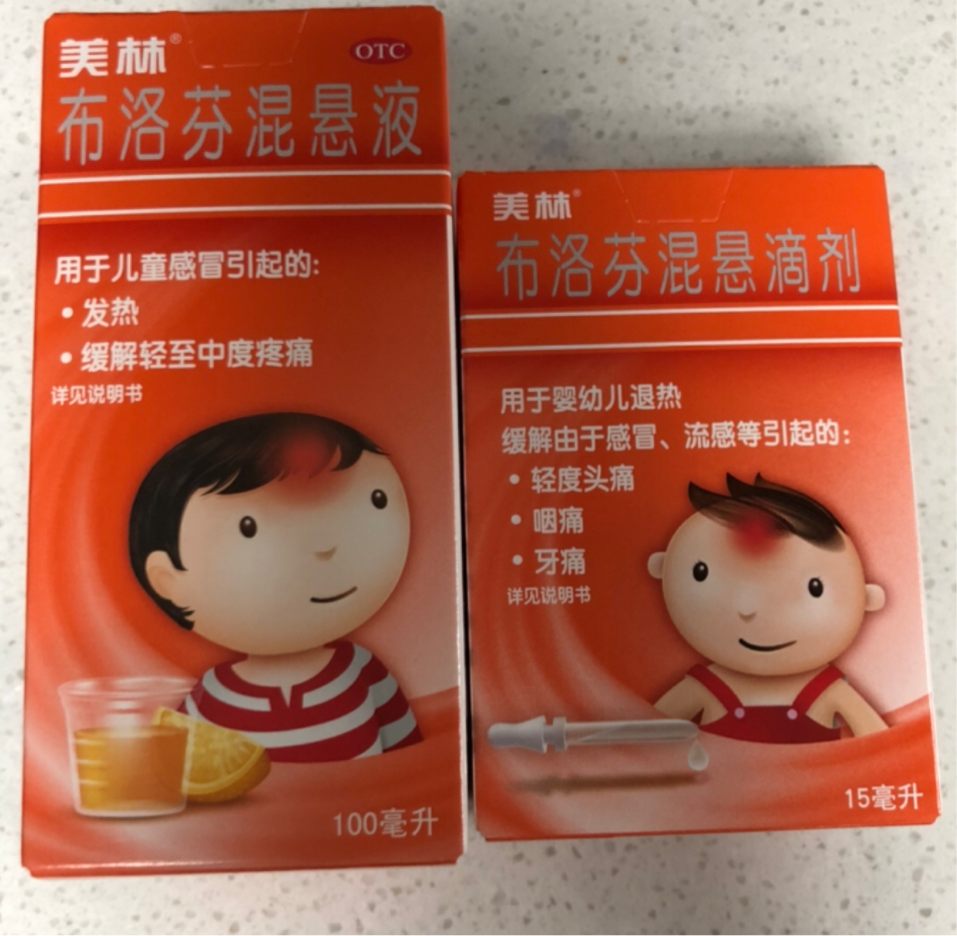 美林®
OTC
布洛芬混悬液
用于儿童感冒引起的:
• 发热
• 缓解轻至中度疼痛
详见说明书
100毫升
美林®
布洛芬混悬滴剂
用于婴幼儿退热
缓解由于感冒、流感等引起的:
• 轻度头痛
• 咽痛
• 牙痛
详见说明书
15毫升